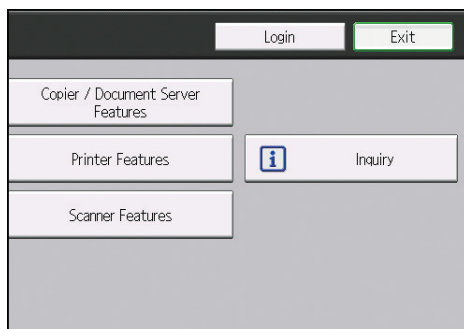 Login
Exit
Copier / Document Server
Features
Printer Features
Inquiry
Scanner Features